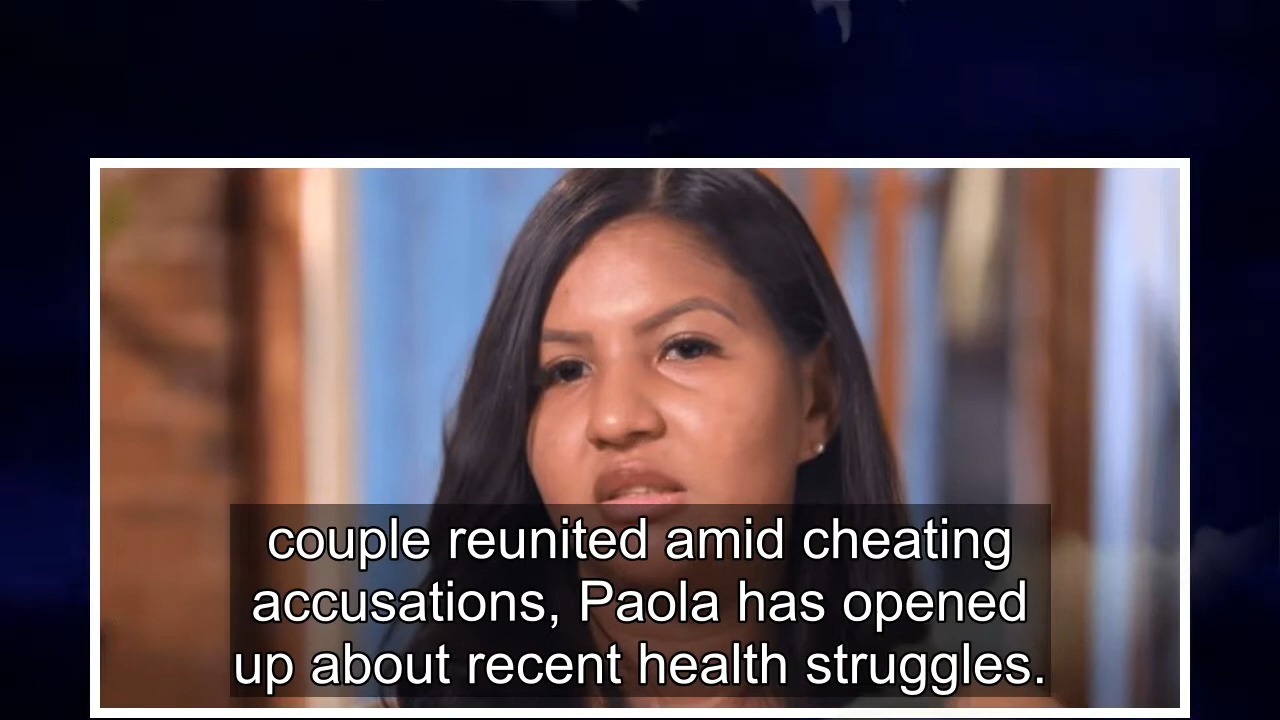 couple reunited amid cheating
accusations, Paola has opened
up about recent health struggles.